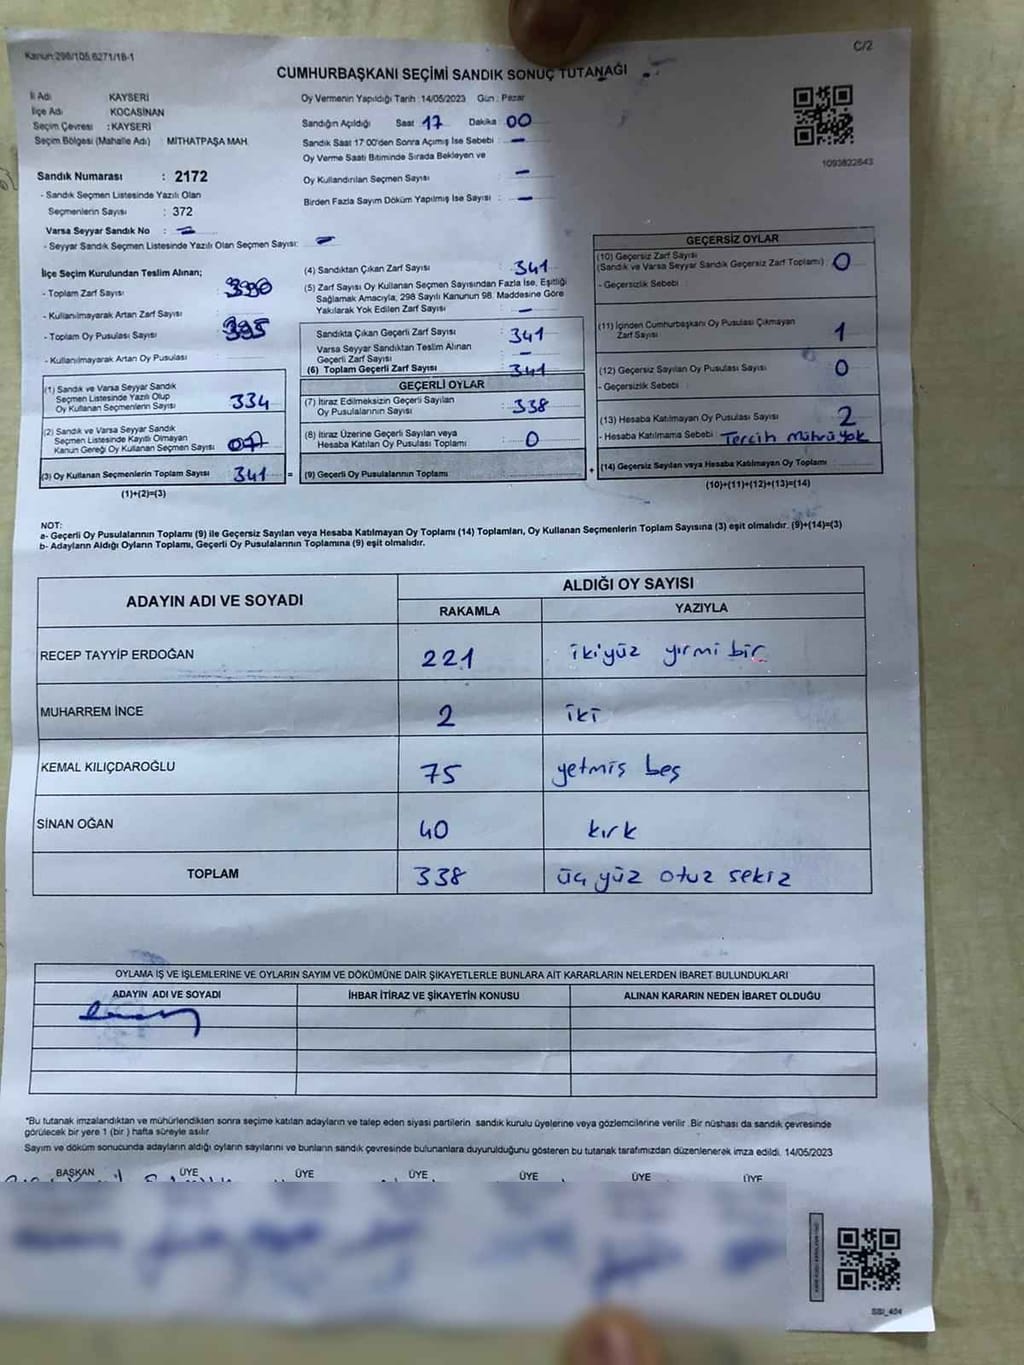 Kanun:298/105.6271/18-1
C/2
CUMHURBAŞKANI SEÇİMİ SANDIK SONUÇ TUTANAĞI
İl Adı KAYSERİ
İlçe Adı KOCASİNAN
Seçim Çevresi : KAYSERİ
Seçim Bölgesi (Mahalle Adı) : MİTHATPAŞA MAH.
Sandık Numarası : 2172
- Sandık Seçmen Listesinde Yazılı Olan
Seçmenlerin Sayısı : 372
Varsa Seyyar Sandık No : -
- Seyyar Sandık Seçmen Listesinde Yazılı Olan Seçmen Sayısı: -
Oy Vermenin Yapıldığı Tarih : 14/05/2023 Gün : Pazar
Sandığın Açıldığı Saat 17 Dakika 00
Sandık Saat 17.00'den Sonra Açımış İse Sebebi : -
Oy Verme Saati Bitiminde Sırada Bekleyen ve
Oy Kullandırılan Seçmen Sayısı -
Birden Fazla Sayım Döküm Yapılmış İse Sayısı : -
1093822643
İlçe Seçim Kurulundan Teslim Alınan;
- Toplam Zarf Sayısı
- Kullanılmayarak Artan Zarf Sayısı
- Toplam Oy Pusulası Sayısı 395
- Kullanılmayarak Artan Oy Pusulası
(1) Sandık ve Varsa Seyyar Sandık
Seçmen Listesinde Yazılı Olup
Oy Kullanan Seçmenlerin Sayısı 334
(2) Sandık ve Varsa Seyyar Sandık
Seçmen Listesinde Kayıtlı Olmayan
Kanun Gereği Oy Kullanan Seçmen Sayısı 07
(3) Oy Kullanan Seçmenlerin Toplam Sayısı 341 =
(1)+(2)=(3)
(4) Sandıktan Çıkan Zarf Sayısı 341
(5) Zarf Sayısı Oy Kullanan Seçmen Sayısından Fazla İse, Eşitliği
Sağlamak Amacıyla, 298 Sayılı Kanunun 98. Maddesine Göre
Yakılarak Yok Edilen Zarf Sayısı : -
Sandıkta Çıkan Geçerli Zarf Sayısı 341
Varsa Seyyar Sandıktan Teslim Alınan
Geçerli Zarf Sayısı -
(6) Toplam Geçerli Zarf Sayısı 341
GEÇERLİ OYLAR
(7) İtiraz Edilmeksizin Geçerli Sayılan
Oy Pusulalarının Sayısı : 338
(8) İtiraz Üzerine Geçerli Sayılan veya
Hesaba Katılan Oy Pusulası Toplamı : 0
(9) Geçerli Oy Pusulalarının Toplamı +
GEÇERSİZ OYLAR
(10) Geçersiz Zarf Sayısı
(Sandık ve Varsa Seyyar Sandık Geçersiz Zarf Toplamı) : 0
- Geçersizlik Sebebi
(11) İçinden Cumhurbaşkanı Oy Pusulası Çıkmayan
Zarf Sayısı 1
(12) Geçersiz Sayılan Oy Pusulası Sayısı : 0
- Geçersizlik Sebebi
(13) Hesaba Katılmayan Oy Pusulası Sayısı 2
- Hesaba Katılmama Sebebi Tercih mührü yok
(14) Geçersiz Sayılan veya Hesaba Katılmayan Oy Toplamı
(10)+(11)+(12)+(13)=(14)
NOT:
a- Geçerli Oy Pusulalarının Toplamı (9) ile Geçersiz Sayılan veya Hesaba Katılmayan Oy Toplamı (14) Toplamları, Oy Kullanan Seçmenlerin Toplam Sayısına (3) eşit olmalıdır. (9)+(14)=(3)
b- Adayların Aldığı Oyların Toplamı, Geçerli Oy Pusulalarının Toplamına (9) eşit olmalıdır.
ADAYIN ADI VE SOYADI ALDIĞI OY SAYISI
RAKAMLA YAZIYLA
RECEP TAYYİP ERDOĞAN 221 ikiyüz yirmi bir
MUHARREM İNCE 2 iki
KEMAL KILIÇDAROĞLU 75 yetmiş beş
SİNAN OĞAN 40 kırk
TOPLAM 338 üçyüz otuz sekiz
OYLAMA İŞ VE İŞLEMLERİNE VE OYLARIN SAYIM VE DÖKÜMÜNE DAİR ŞİKAYETLERLE BUNLARA AİT KARARLARIN NELERDEN İBARET BULUNDUKLARI
ADAYIN ADI VE SOYADI İHBAR İTİRAZ VE ŞİKAYETİN KONUSU ALINAN KARARIN NEDEN İBARET OLDUĞU
*Bu tutanak imzalandıktan ve mühürlendikten sonra seçime katılan adayların ve talep eden siyasi partilerin sandık kurulu üyelerine veya gözlemcilerine verilir .Bir nüshası da sandık çevresinde
görülecek bir yere 1 (bir ) hafta süreyle asılır.
Sayım ve döküm sonucunda adayların aldığı oyların sayılarını ve bunların sandık çevresinde bulunanlara duyurulduğunu gösteren bu tutanak tarafımızdan düzenlenerek imza edildi. 14/05/2023
BAŞKAN ÜYE ÜYE ÜYE ÜYE ÜYE ÜYE
SSI_404